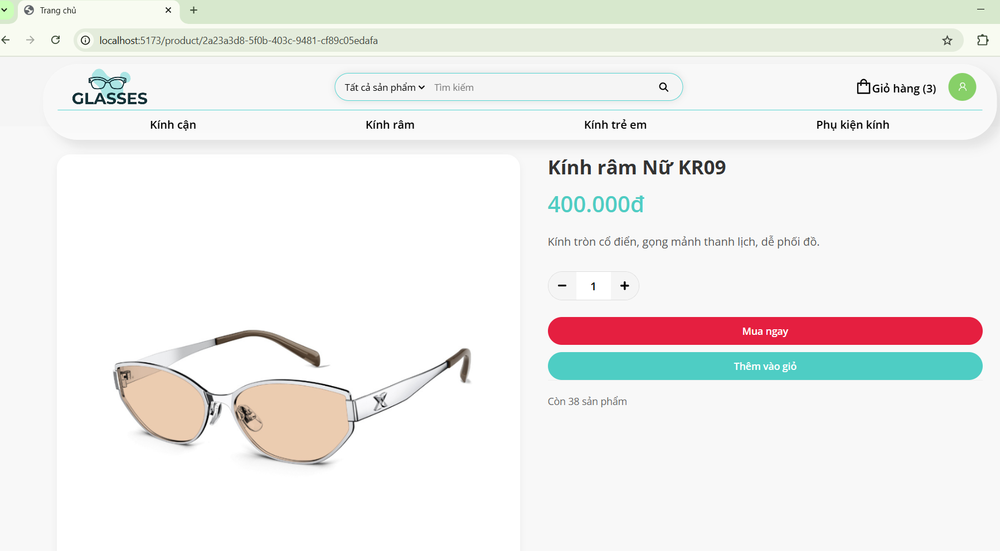 Trang chủ
localhost:5173/product/2a23a3d8-5f0b-403c-9481-cf89c05edafa
GLASSES
Tất cả sản phẩm
Tìm kiếm
Giỏ hàng (3)
Kính cận
Kính râm
Kính trẻ em
Phụ kiện kính
Kính râm Nữ KR09
400.000đ
Kính tròn cổ điển, gọng mảnh thanh lịch, dễ phối đồ.
1
Mua ngay
Thêm vào giỏ
Còn 38 sản phẩm